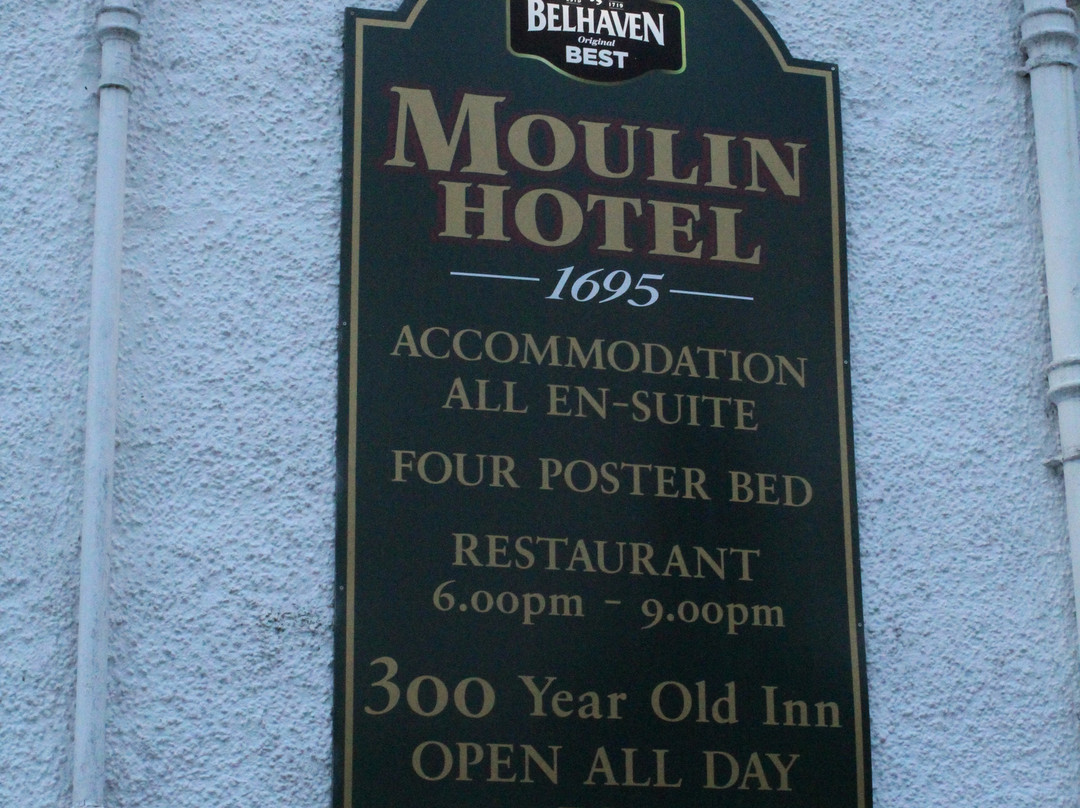 BELHAVEN
Original
BEST
MOULIN
HOTEL
1695
ACCOMMODATION
ALL EN-SUITE
FOUR POSTER BED
RESTAURANT
6.00pm - 9.00pm
300 Year Old Inn
OPEN ALL DAY